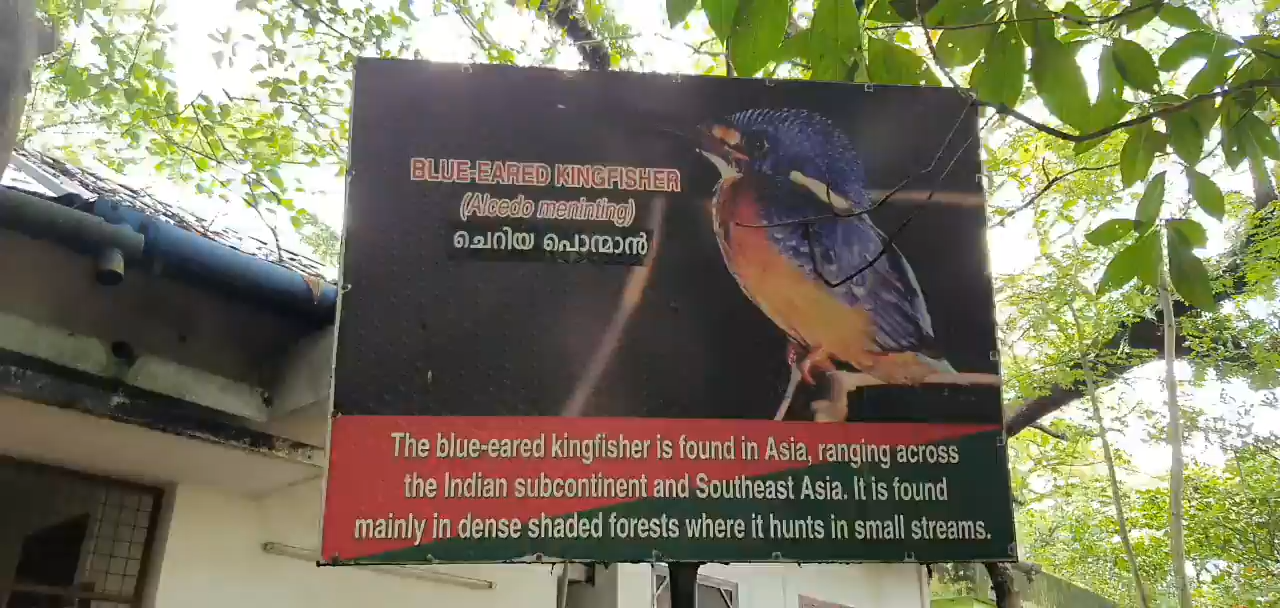 BLUE-EARED KINGFISHER
(Alcedo meninting)
ചെറിയ പൊന്മാൻ
The blue-eared kingfisher is found in Asia, ranging across
the Indian subcontinent and Southeast Asia. It is found
mainly in dense shaded forests where it hunts in small streams.